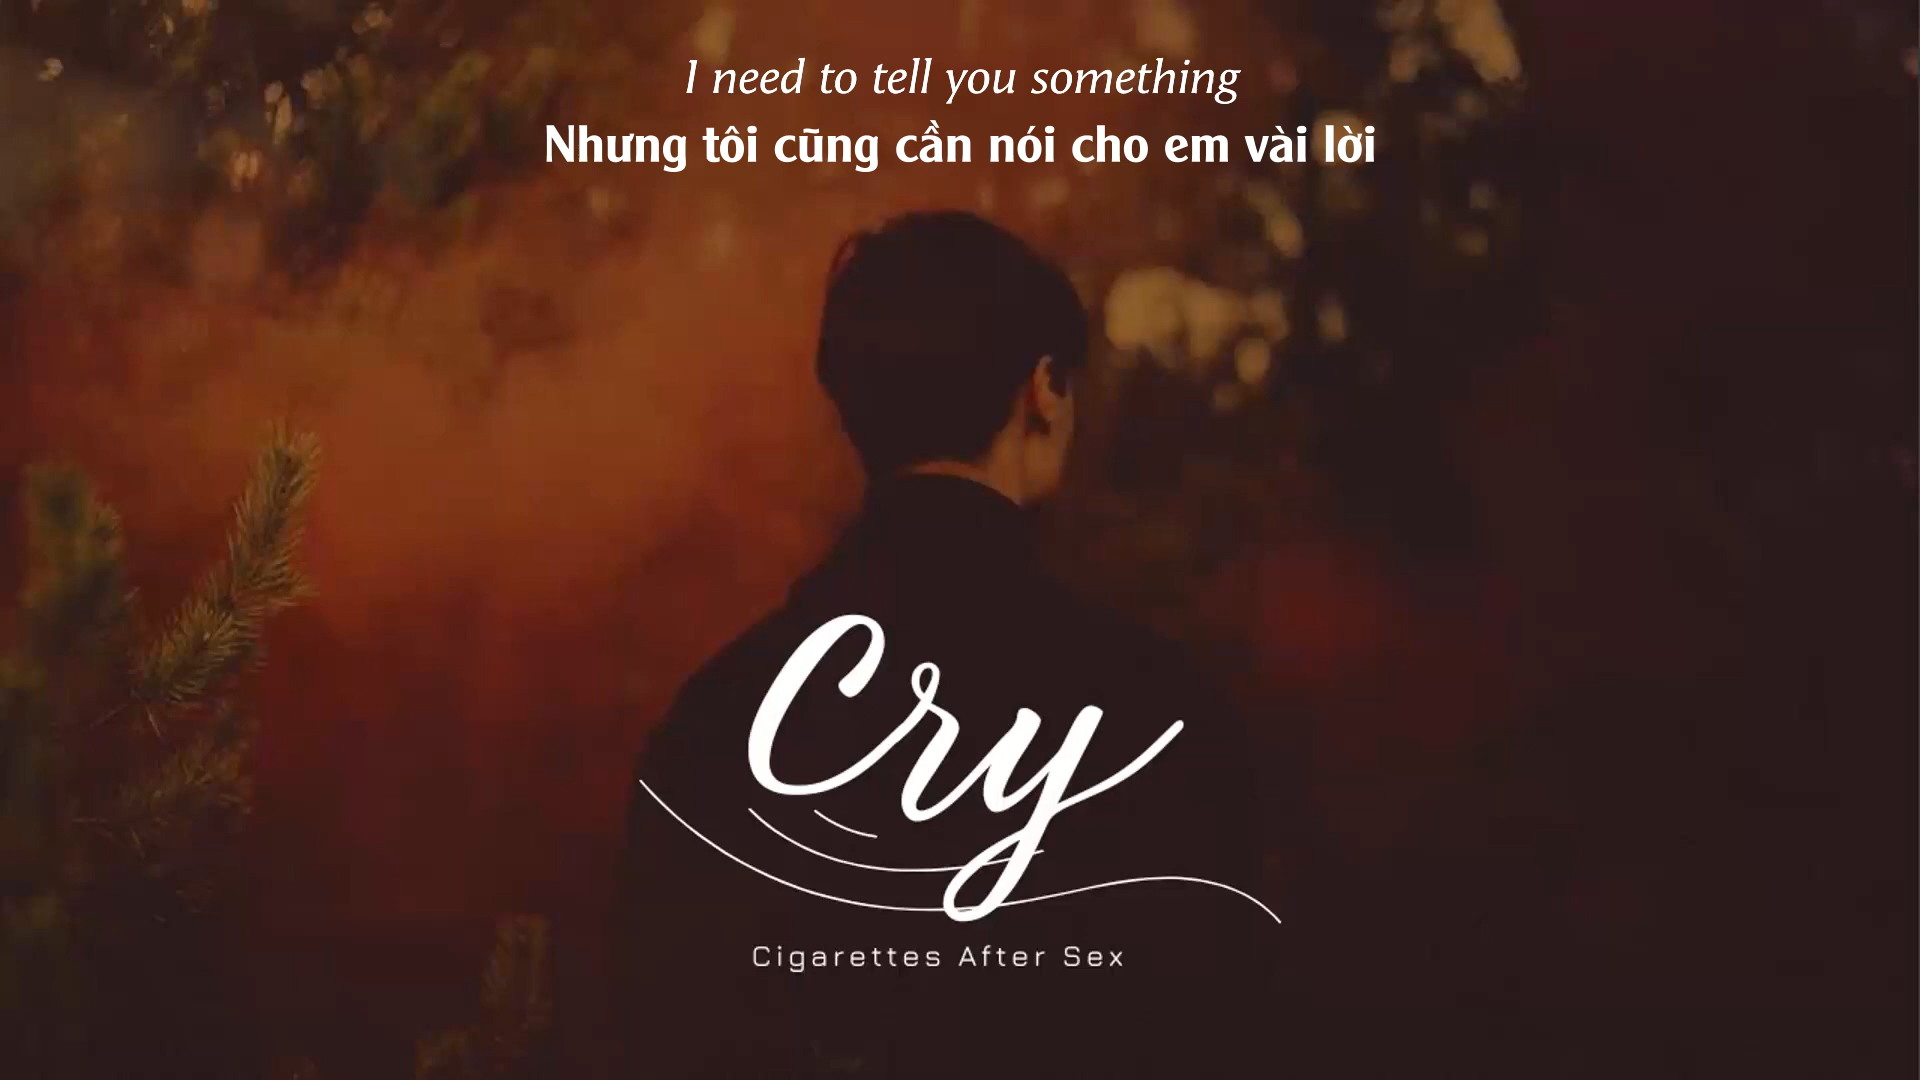 I need to tell you something
Nhưng tôi cũng cần nói cho em vài lời
Cry
Cigarettes After Sex